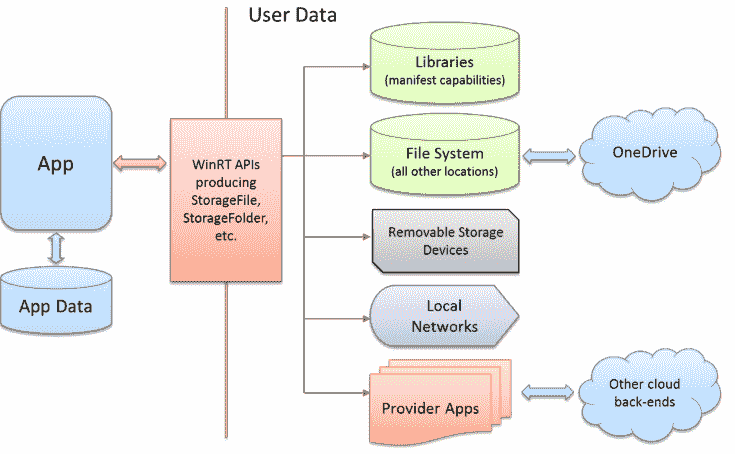 User Data
App
App Data
WinRT APIs
producing
StorageFile,
StorageFolder,
etc.
Libraries
(manifest capabilities)
File System
(all other locations)
OneDrive
Removable Storage
Devices
Local
Networks
Provider Apps
Other cloud
back-ends